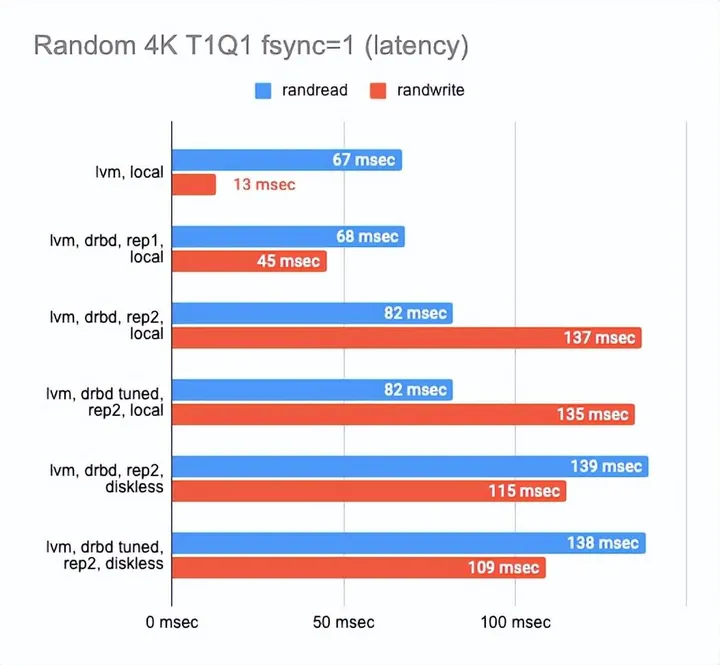 Random 4K T1Q1 fsync=1 (latency)
randread randwrite
lvm, local
67 msec
13 msec
lvm, drbd, rep1,
local
68 msec
45 msec
lvm, drbd, rep2,
local
82 msec
137 msec
lvm, drbd tuned,
rep2, local
82 msec
135 msec
lvm, drbd, rep2,
diskless
139 msec
115 msec
lvm, drbd tuned,
rep2, diskless
138 msec
109 msec
0 msec 50 msec 100 msec